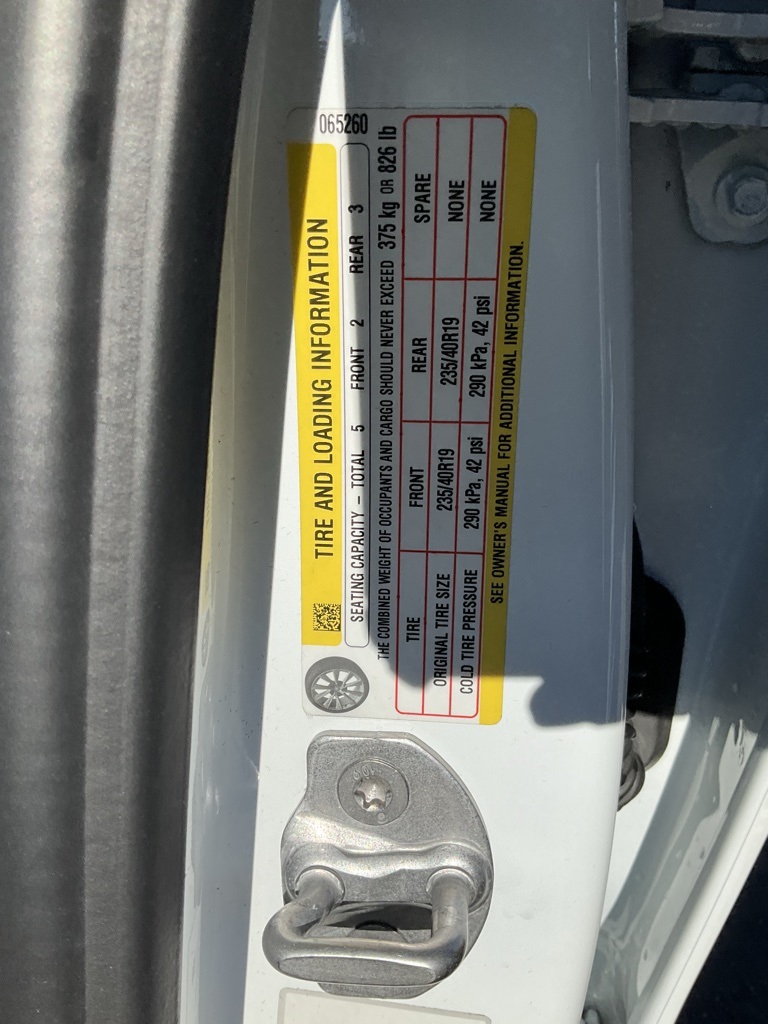 065260
TIRE AND LOADING INFORMATION
SEATING CAPACITY – TOTAL 5 FRONT 2 REAR 3
THE COMBINED WEIGHT OF OCCUPANTS AND CARGO SHOULD NEVER EXCEED 375 kg OR 826 lb
TIRE FRONT REAR SPARE
ORIGINAL TIRE SIZE 235/40R19 235/40R19 NONE
COLD TIRE PRESSURE 290 kPa, 42 psi 290 kPa, 42 psi NONE
SEE OWNER'S MANUAL FOR ADDITIONAL INFORMATION.